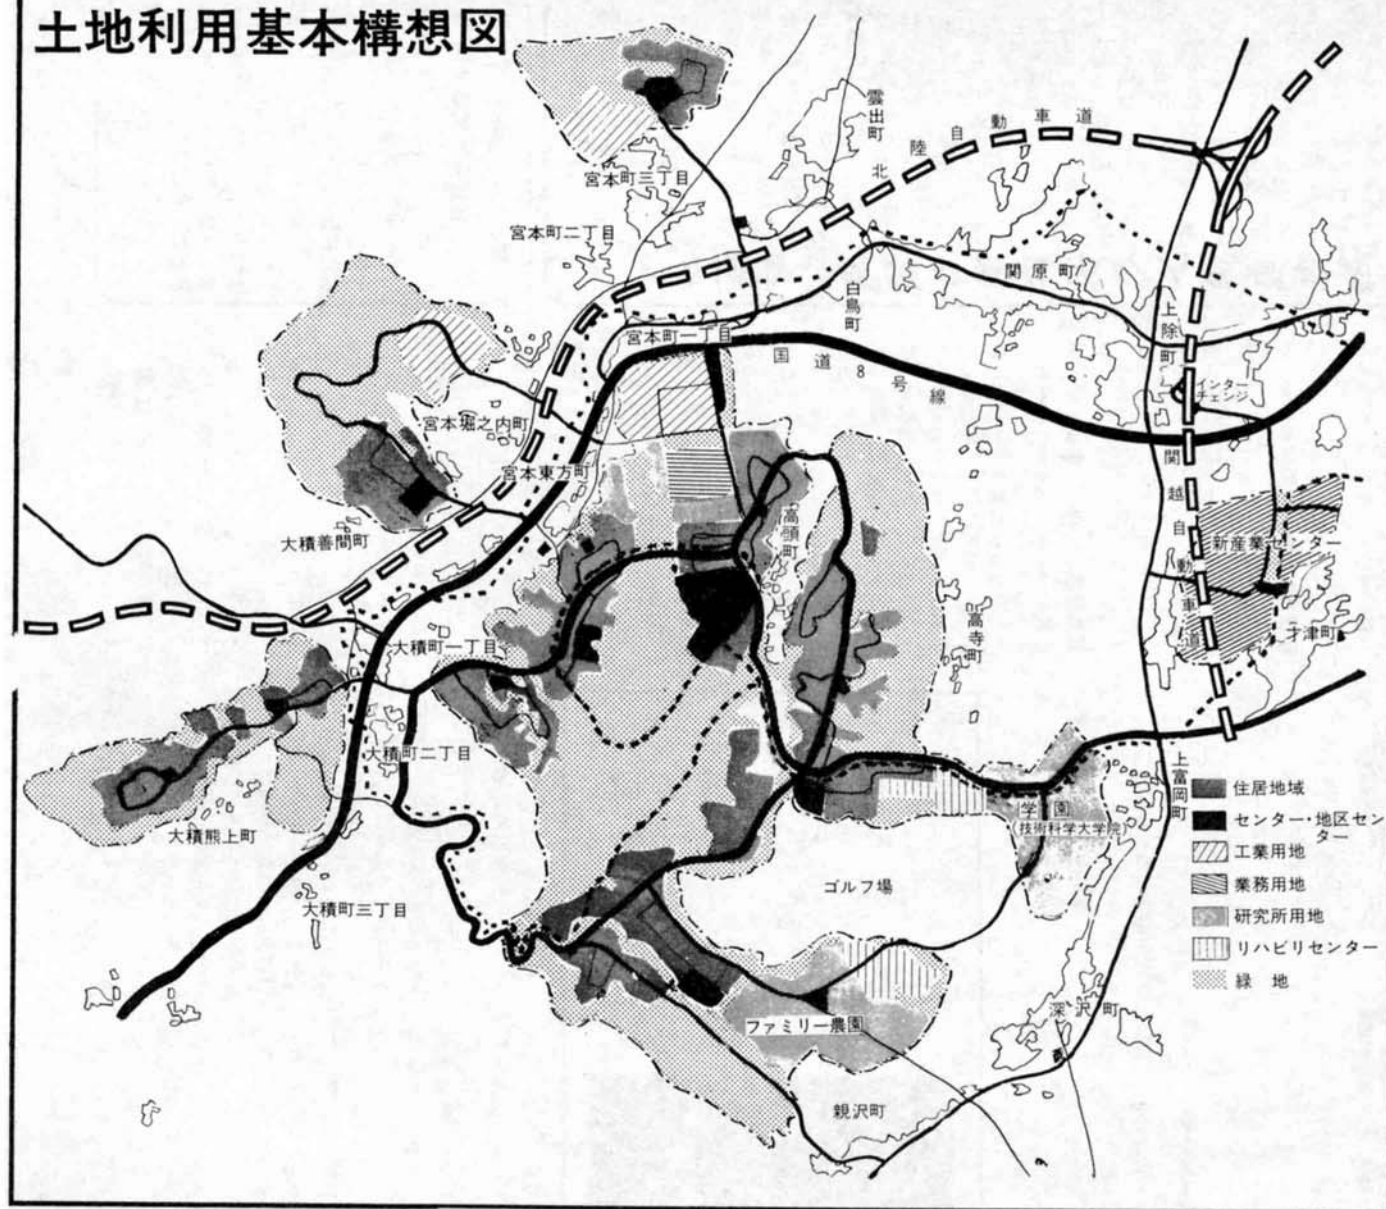 土地利用基本構想図
雲出町
北陸自動車道
宮本町三丁目
宮本町二丁目
関原町
白鳥町
上除町
宮本町一丁目
国道8号線
インター
チェンジ
宮本堀之内町
宮本東方町
関越自動車道
高頭町
大積善間町
新産業センター
高寺町
才津町
大積町一丁目
大積町二丁目
上富岡町
住居地域
学園
(技術科学大学院)
センター・地区セン
ター
大積熊上町
工業用地
ゴルフ場
業務用地
大積町三丁目
研究所用地
リハビリセンター
緑地
深沢町
ファミリー農園
親沢町